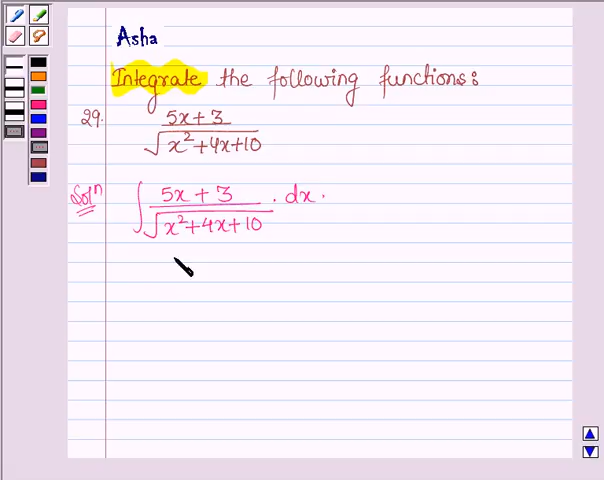 Asha
Integrate the following functions:
29. 5x+3
√x²+4x+10
Solⁿ ∫ 5x+3 . dx.
√x²+4x+10